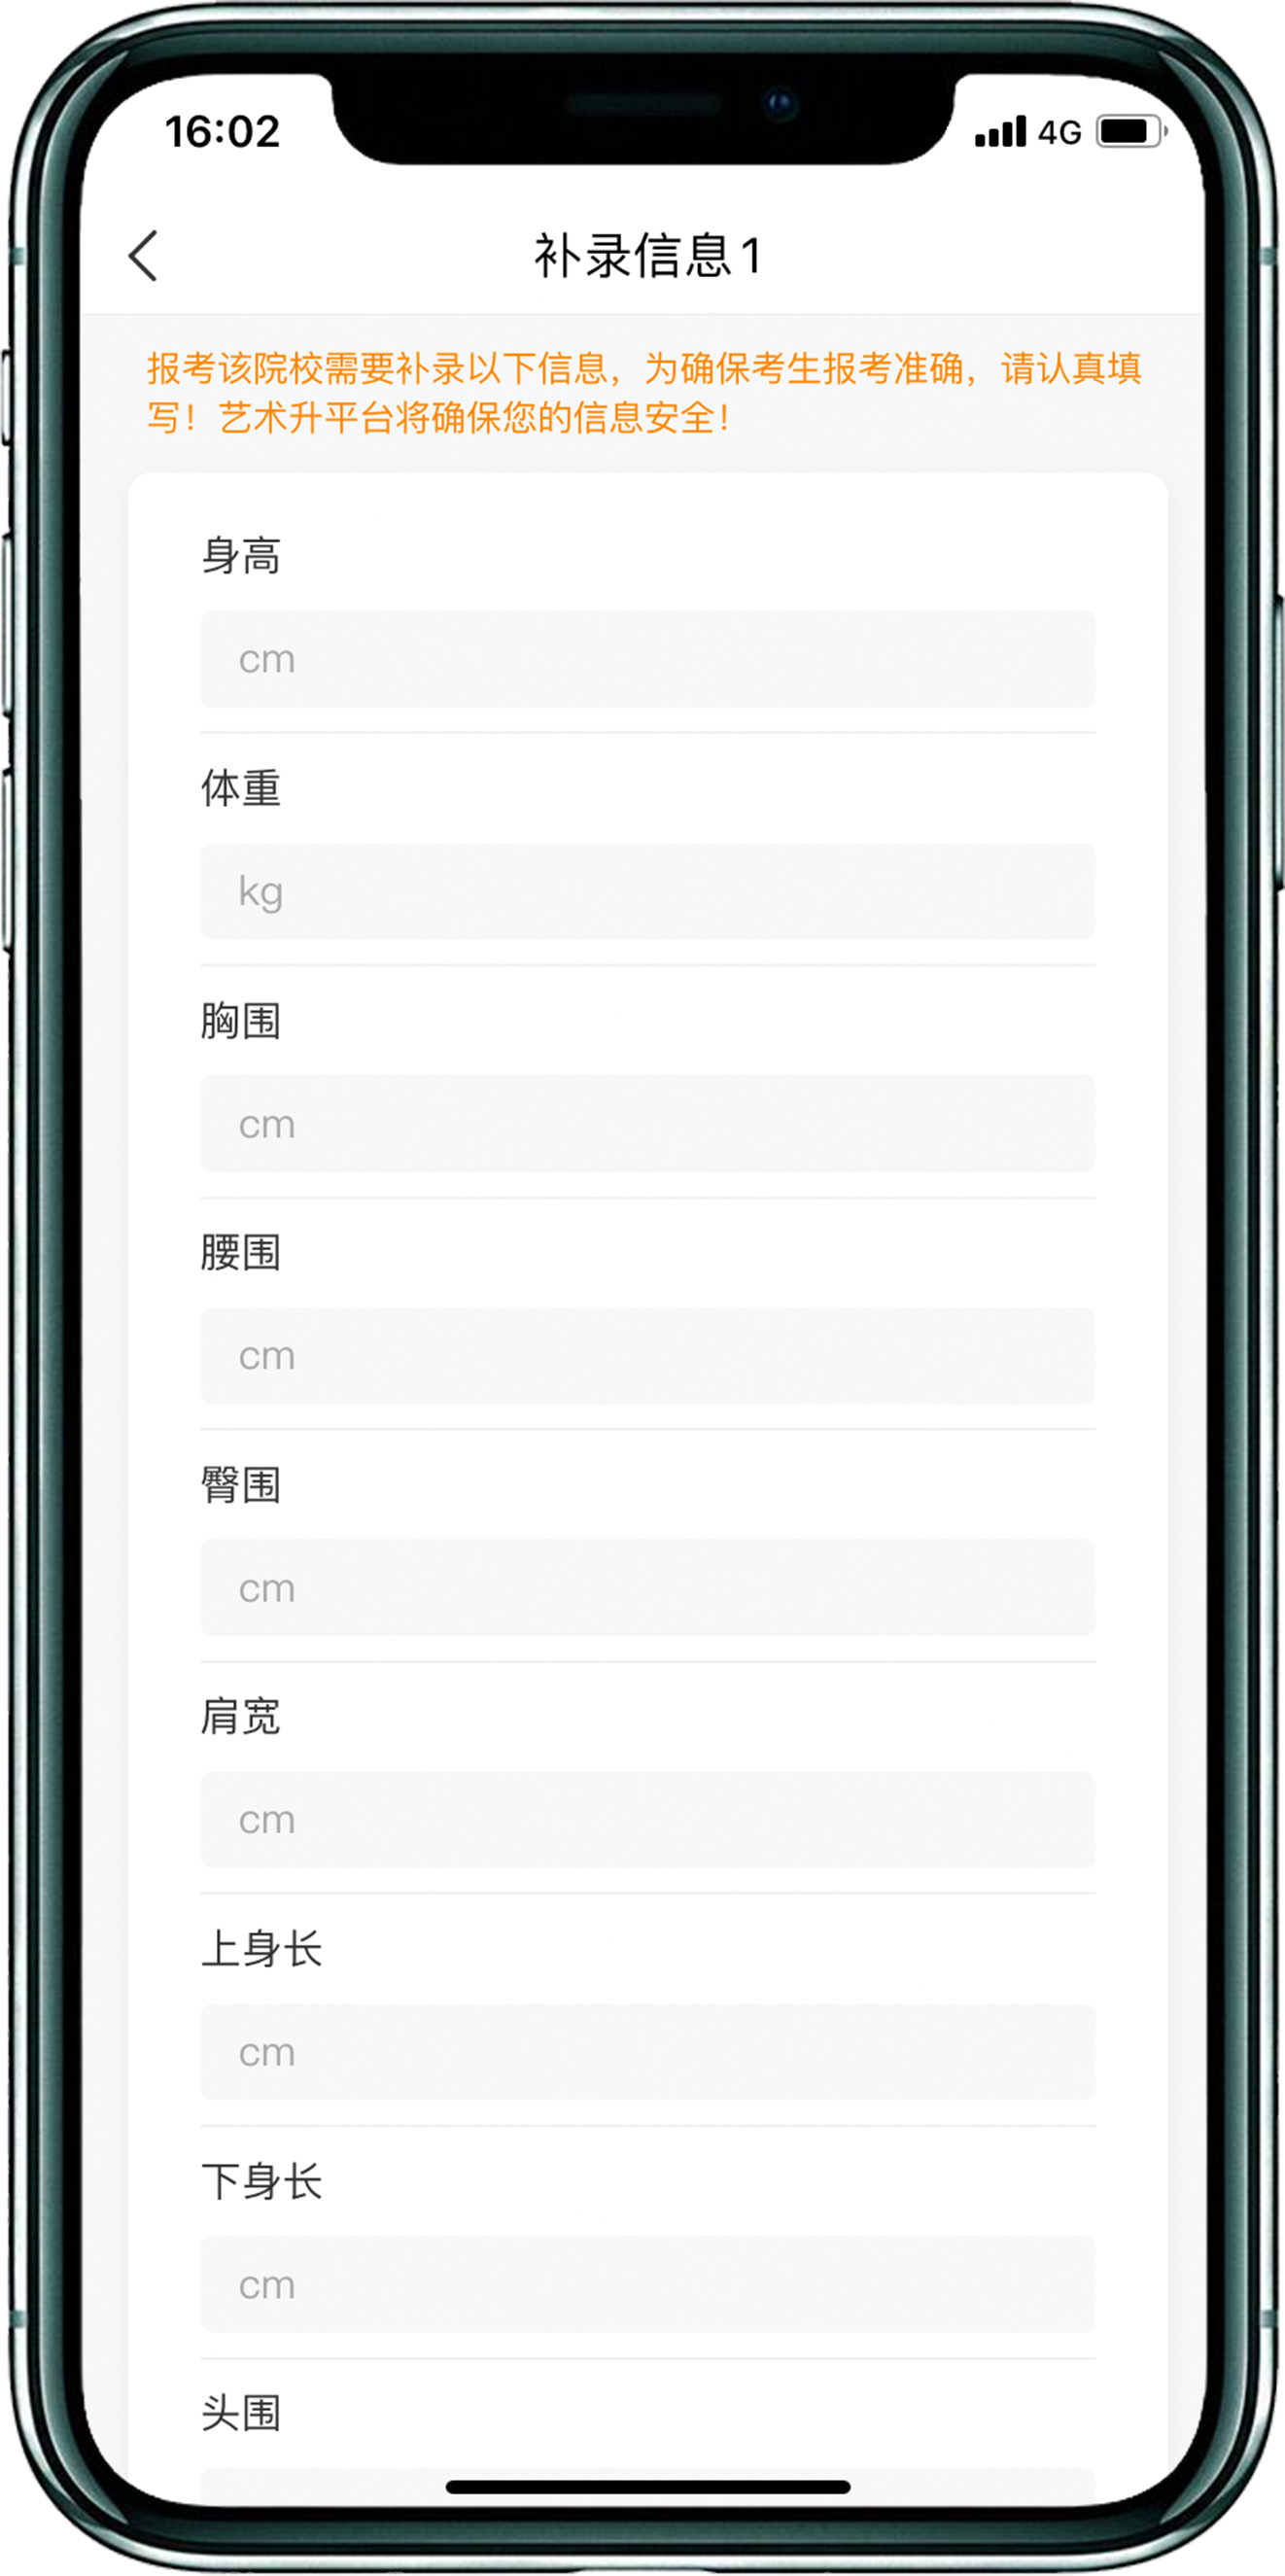 16:02 4G
补录信息1
报考该院校需要补录以下信息，为确保考生报考准确，请认真填
写！艺术升平台将确保您的信息安全！
身高
cm
体重
kg
胸围
cm
腰围
cm
臀围
cm
肩宽
cm
上身长
cm
下身长
cm
头围